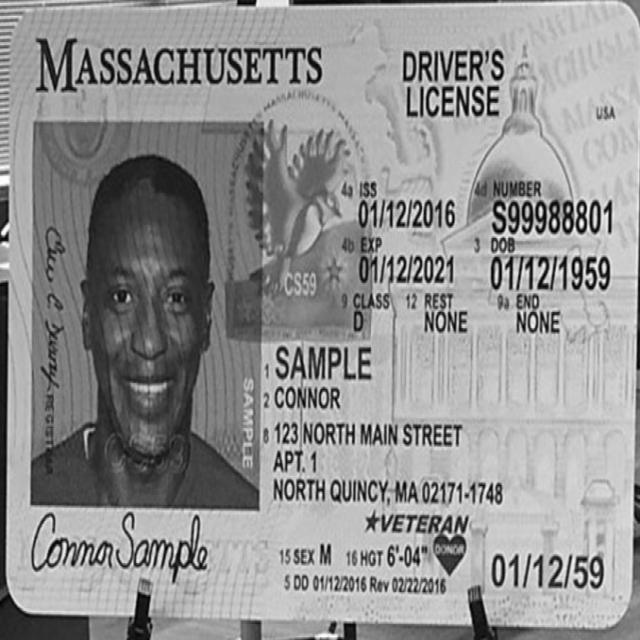 MASSACHUSETTS
DRIVER'S
LICENSE
USA
4a ISS
01/12/2016
4d NUMBER
S99988801
4b EXP
01/12/2021
3 DOB
01/12/1959
9 CLASS
D
12 REST
NONE
9a END
NONE
CS59
1 SAMPLE
2 CONNOR
8 123 NORTH MAIN STREET
APT. 1
NORTH QUINCY, MA 02171-1748
★VETERAN
15 SEX M 16 HGT 6'-04" DONOR
5 DD 01/12/2016 Rev 02/22/2016
01/12/59
SAMPLE
Connor Sample